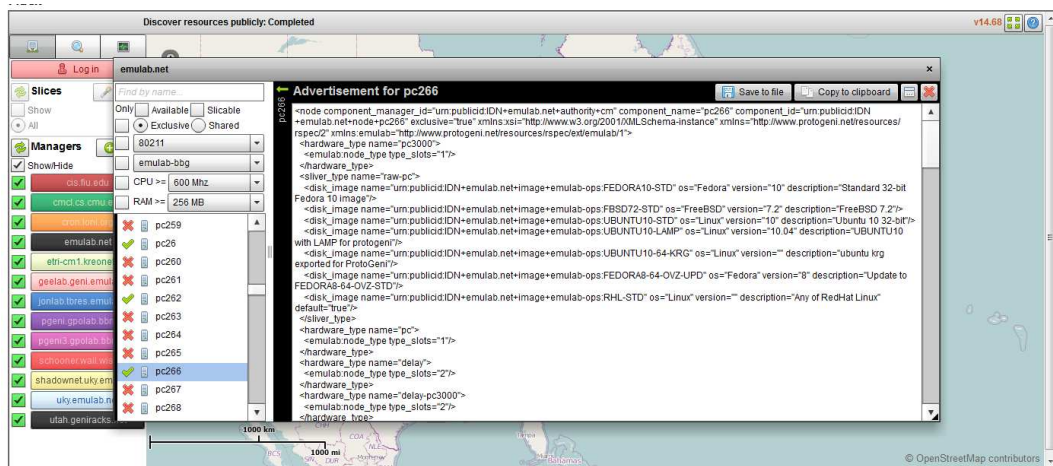 Discover resources publicly: Completed
v14.68
Log in
Slices
Show
All
Managers
Show/Hide
cis.fiu.edu
cmcl.cs.cmu.e
cron.loni.org
emulab.net
etri-cm1.kreone
geelab.geni.emul
jonlab.tbres.emul
pgeni.gpolab.bbn
pgeni3.gpolab.bb
schooner.wail.wis
shadownet.uky.em
uky.emulab.n
utah.geniracks.
emulab.net
Find by name...
Only Available Slicable
Exclusive Shared
80211
emulab-bbg
CPU >= 600 Mhz
RAM >= 256 MB
pc259
pc26
pc260
pc261
pc262
pc263
pc264
pc265
pc266
pc267
pc268
pc266
Advertisement for pc266
Save to file
Copy to clipboard
<node component_manager_id="urn:publicid:IDN+emulab.net+authority+cm" component_name="pc266" component_id="urn:publicid:IDN
+emulab.net+node+pc266" exclusive="true" xmlns:xsi="http://www.w3.org/2001/XMLSchema-instance" xmlns="http://www.protogeni.net/resources/
rspec/2" xmlns:emulab="http://www.protogeni.net/resources/rspec/ext/emulab/1">
<hardware_type name="pc3000">
<emulab:node_type type_slots="1"/>
</hardware_type>
<sliver_type name="raw-pc">
<disk_image name="urn:publicid:IDN+emulab.net+image+emulab-ops:FEDORA10-STD" os="Fedora" version="10" description="Standard 32-bit
Fedora 10 image"/>
<disk_image name="urn:publicid:IDN+emulab.net+image+emulab-ops:FBSD72-STD" os="FreeBSD" version="7.2" description="FreeBSD 7.2"/>
<disk_image name="urn:publicid:IDN+emulab.net+image+emulab-ops:UBUNTU10-STD" os="Linux" version="10" description="Ubuntu 10 32-bit"/>
<disk_image name="urn:publicid:IDN+emulab.net+image+emulab-ops:UBUNTU10-LAMP" os="Linux" version="10.04" description="UBUNTU10
with LAMP for protogeni"/>
<disk_image name="urn:publicid:IDN+emulab.net+image+emulab-ops:UBUNTU10-64-KRG" os="Linux" version="" description="ubuntu krg
exported for ProtoGeni"/>
<disk_image name="urn:publicid:IDN+emulab.net+image+emulab-ops:FEDORA8-64-OVZ-UPD" os="Fedora" version="8" description="Update to
FEDORA8-64-OVZ-STD"/>
<disk_image name="urn:publicid:IDN+emulab.net+image+emulab-ops:RHL-STD" os="Linux" version="" description="Any of RedHat Linux"
default="true"/>
</sliver_type>
<hardware_type name="pc">
<emulab:node_type type_slots="1"/>
</hardware_type>
<hardware_type name="delay">
<emulab:node_type type_slots="2"/>
</hardware_type>
<hardware_type name="delay-pc3000">
<emulab:node_type type_slots="2"/>
</hardware_type>
1000 km
1000 mi
BCS
SIN
DUR
COA
NLE
CHH
Bahamas
© OpenStreetMap contributors